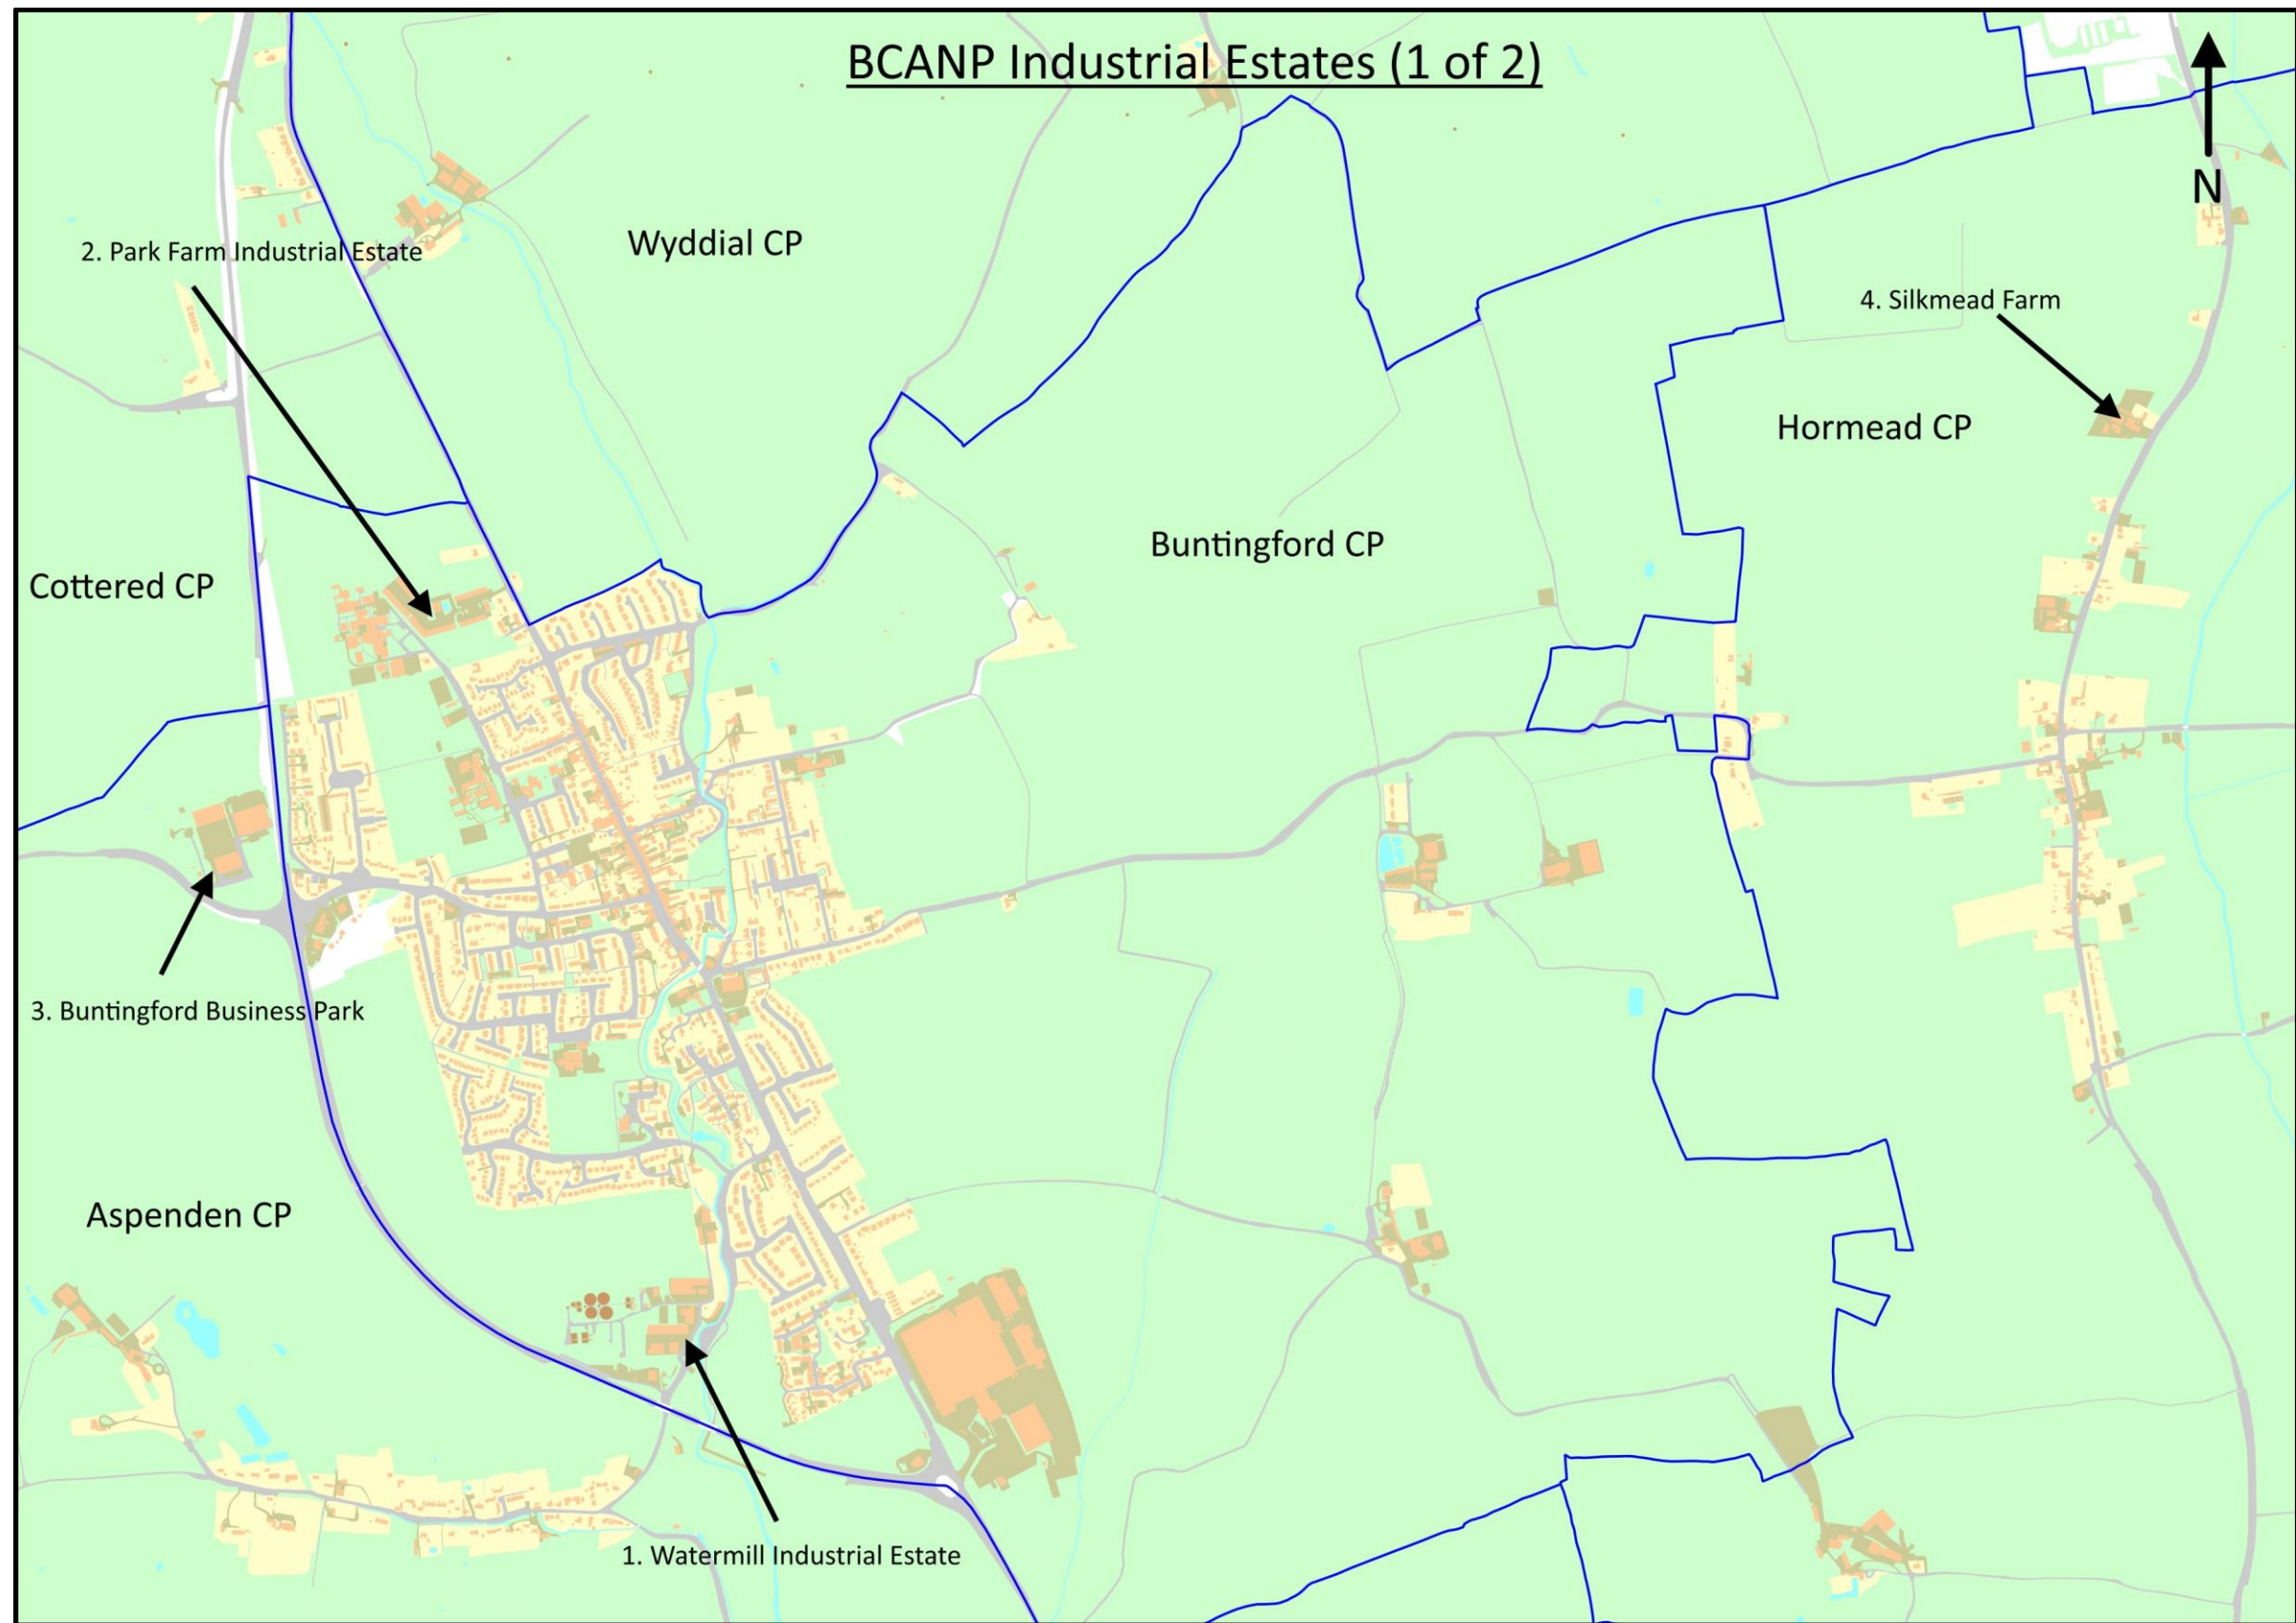 BCANP Industrial Estates (1 of 2)
N
Wyddial CP
2. Park Farm Industrial Estate
4. Silkmead Farm
Hormead CP
Buntingford CP
Cottered CP
3. Buntingford Business Park
Aspenden CP
1. Watermill Industrial Estate